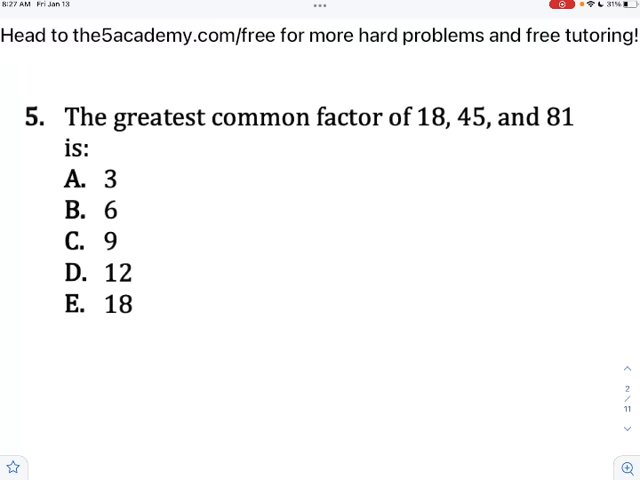 8:27 AM Fri Jan 13
31%
Head to the5academy.com/free for more hard problems and free tutoring!
5. The greatest common factor of 18, 45, and 81
is:
A. 3
B. 6
C. 9
D. 12
E. 18
2
/
11